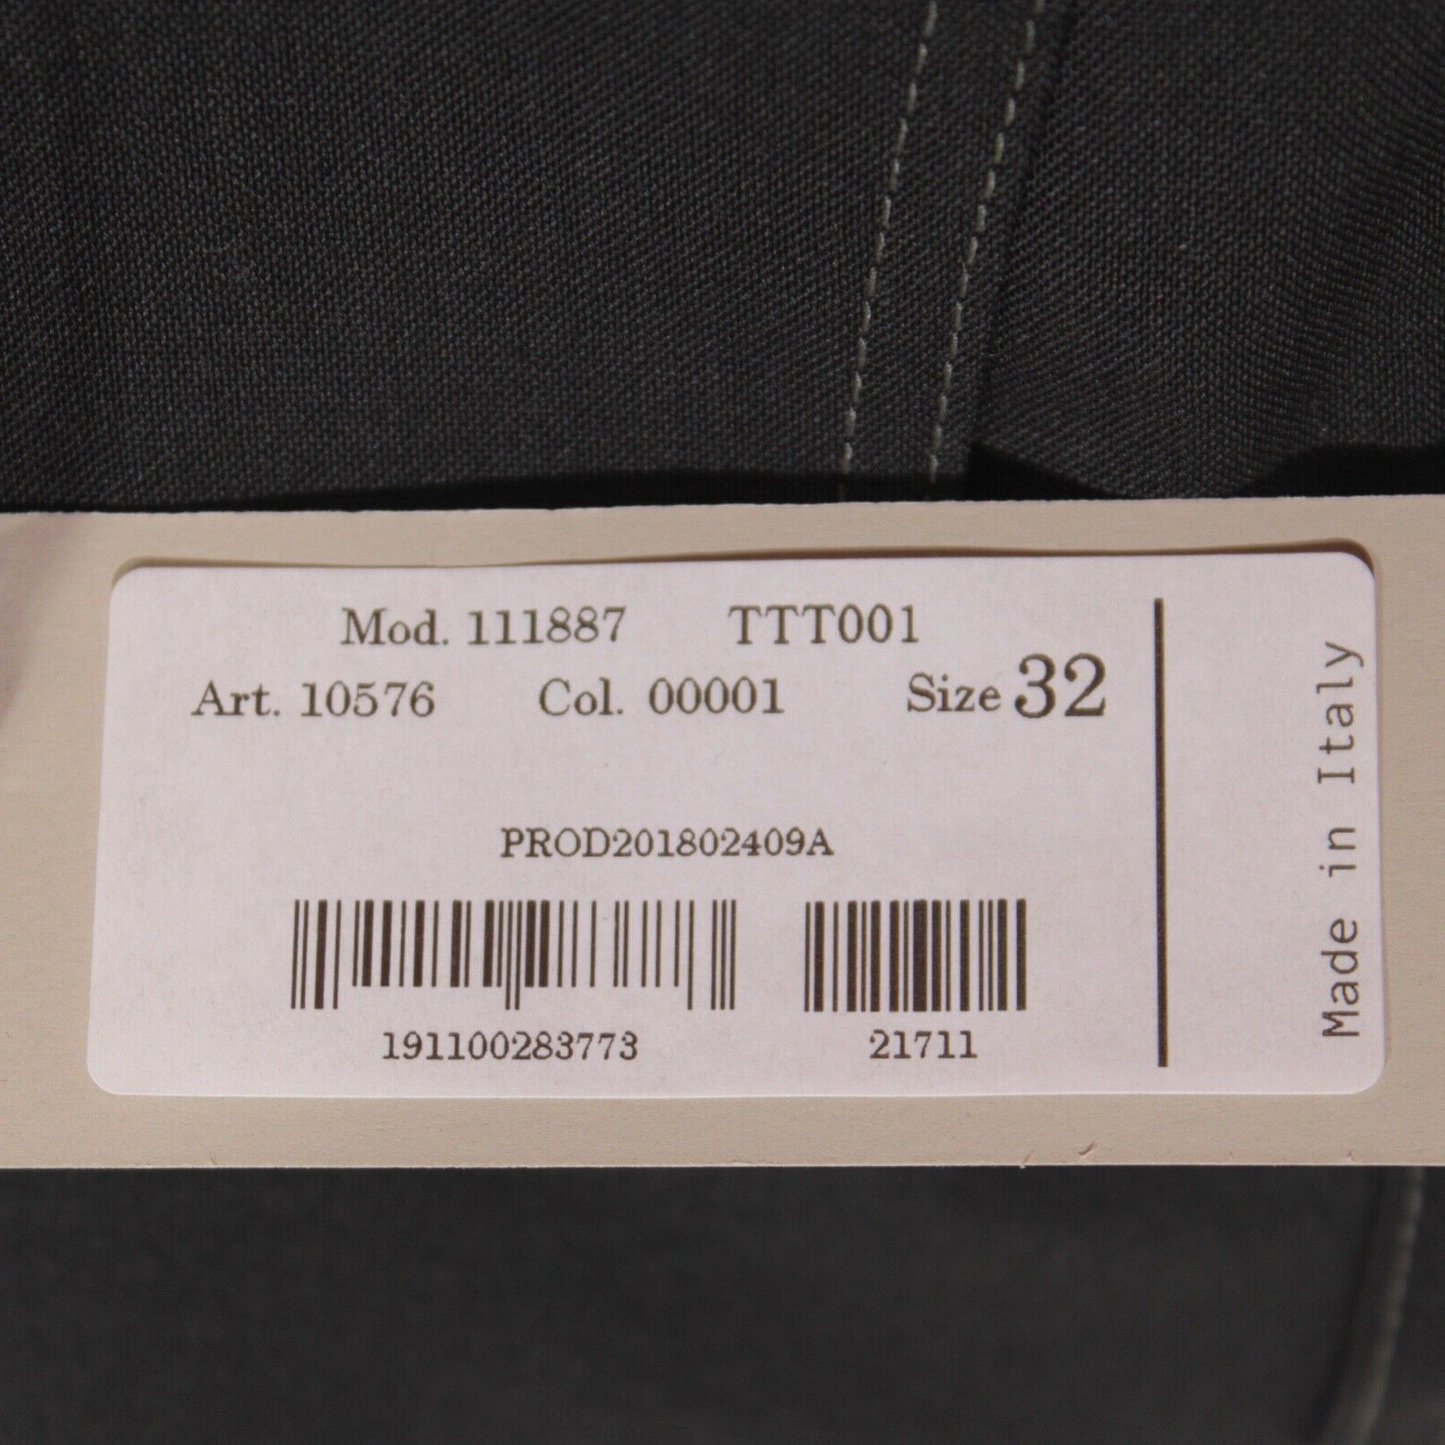 Mod. 111887 TTT001
Art. 10576 Col. 00001 Size 32
PROD201802409A
191100283773 21711
Made in Italy